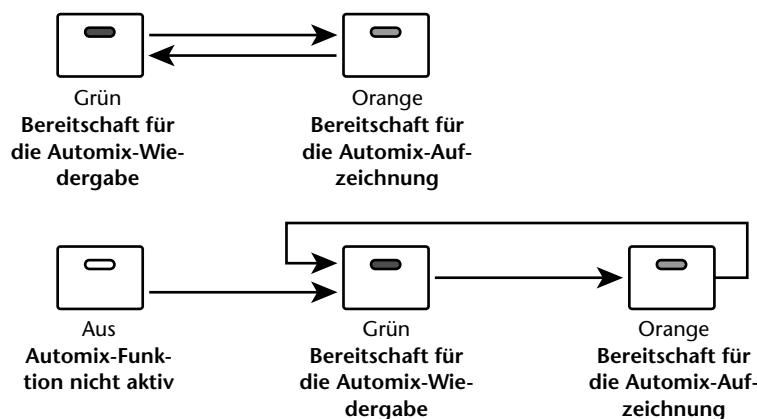 Grün
Bereitschaft für
die Automix-Wie-
dergabe
Orange
Bereitschaft für
die Automix-Auf-
zeichnung
Aus
Automix-Funk-
tion nicht aktiv
Grün
Bereitschaft für
die Automix-Wie-
dergabe
Orange
Bereitschaft für
die Automix-Auf-
zeichnung